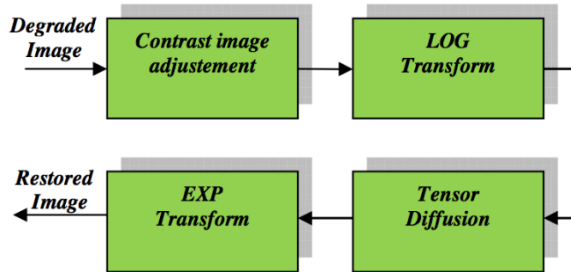 Degraded
Image
Contrast image
adjustement
LOG
Transform
Restored
Image
EXP
Transform
Tensor
Diffusion